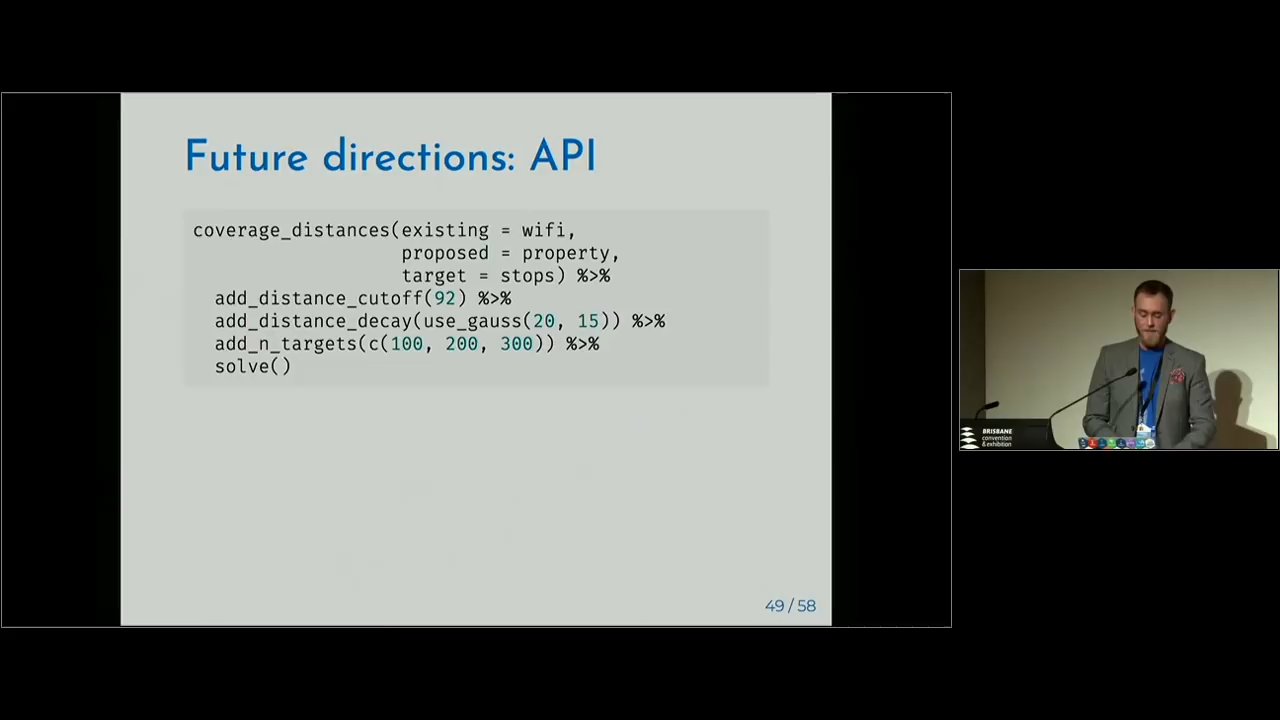 Future directions: API
coverage_distances(existing = wifi,
                   proposed = property,
                   target = stops) %>%
  add_distance_cutoff(92) %>%
  add_distance_decay(use_gauss(20, 15)) %>%
  add_n_targets(c(100, 200, 300)) %>%
  solve()
49 / 58
BRISBANE
convention
& exhibition